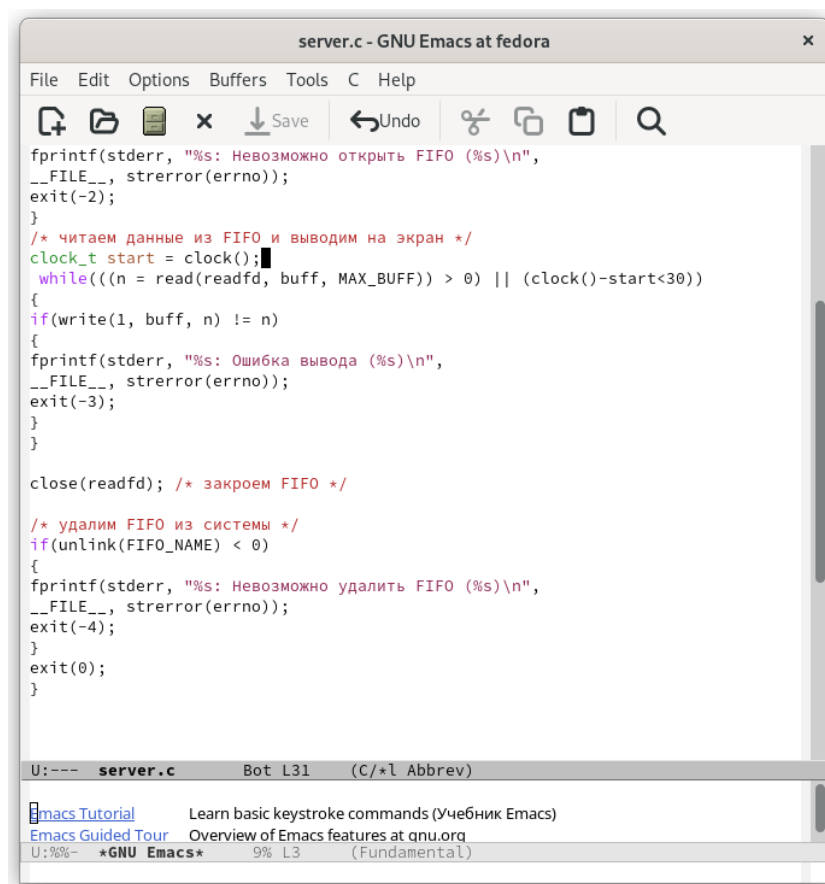 server.c - GNU Emacs at fedora
File Edit Options Buffers Tools C Help
Save Undo
fprintf(stderr, "%s: Невозможно открыть FIFO (%s)\n",
__FILE__, strerror(errno));
exit(-2);
}
/* читаем данные из FIFO и выводим на экран */
clock_t start = clock();
while(((n = read(readfd, buff, MAX_BUFF)) > 0) || (clock()-start<30))
{
if(write(1, buff, n) != n)
{
fprintf(stderr, "%s: Ошибка вывода (%s)\n",
__FILE__, strerror(errno));
exit(-3);
}
}
close(readfd); /* закроем FIFO */
/* удалим FIFO из системы */
if(unlink(FIFO_NAME) < 0)
{
fprintf(stderr, "%s: Невозможно удалить FIFO (%s)\n",
__FILE__, strerror(errno));
exit(-4);
}
exit(0);
}
U:--- server.c Bot L31 (C/*l Abbrev)
Emacs Tutorial Learn basic keystroke commands (Учебник Emacs)
Emacs Guided Tour Overview of Emacs features at gnu.org
U:%%- *GNU Emacs* 9% L3 (Fundamental)